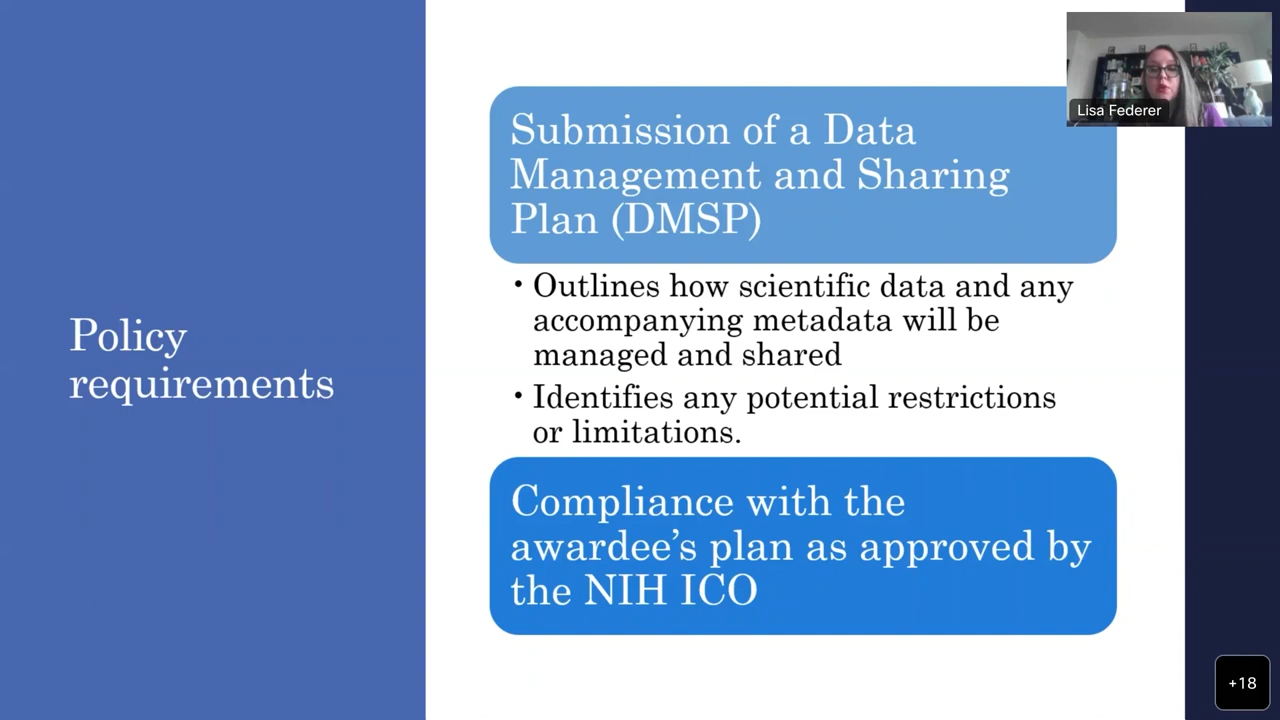 Policy
requirements
Submission of a Data
Management and Sharing
Plan (DMSP)
• Outlines how scientific data and any
accompanying metadata will be
managed and shared
• Identifies any potential restrictions
or limitations.
Compliance with the
awardee’s plan as approved by
the NIH ICO
Lisa Federer
+18